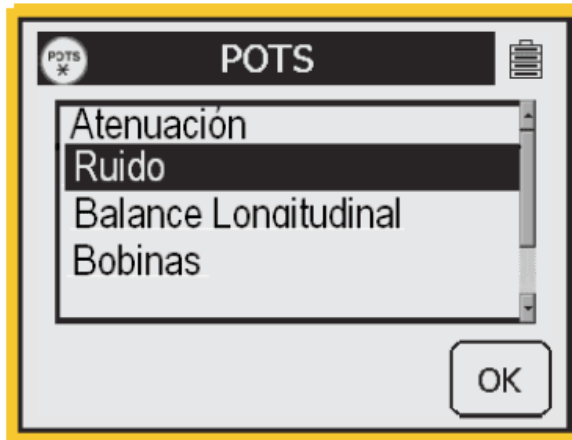 POTS
*
POTS
Atenuación
Ruido
Balance Longitudinal
Bobinas
OK